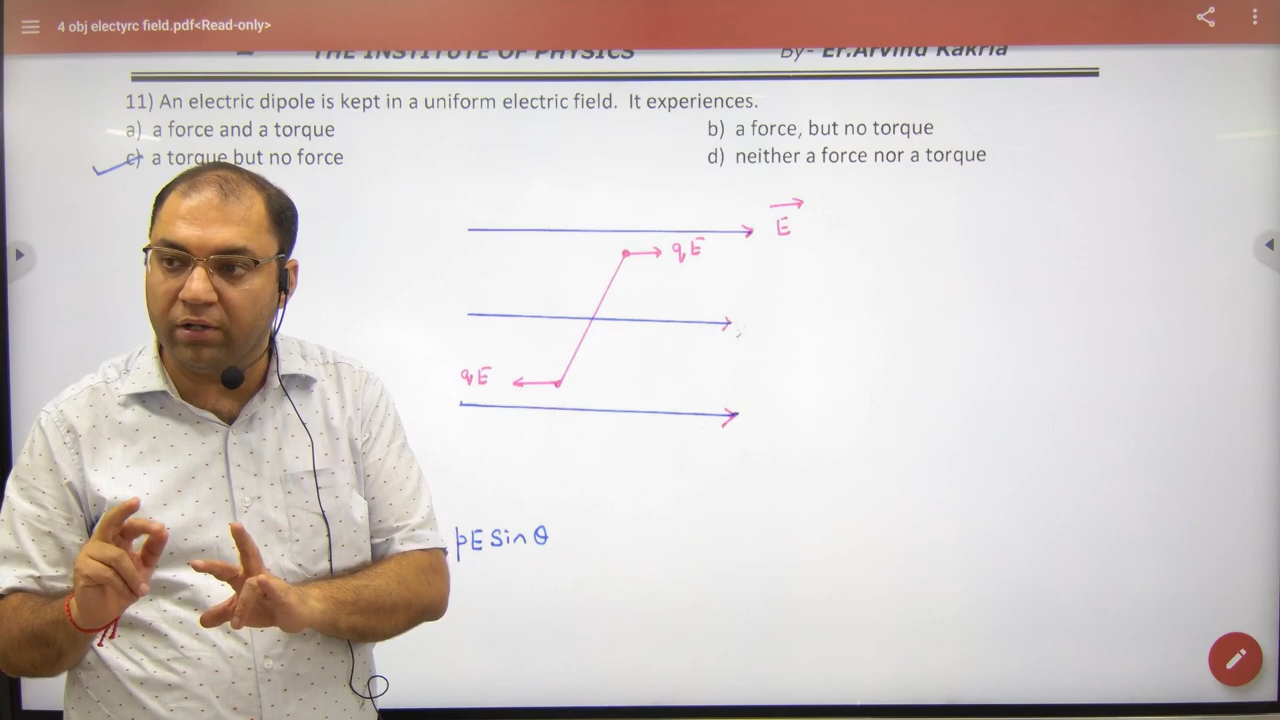 4 obj electyrc field.pdf<Read-only>
THE INSTITUTE OF PHYSICS By- Er.Arvind Kakria
11) An electric dipole is kept in a uniform electric field. It experiences.
a) a force and a torque b) a force, but no torque
c) a torque but no force d) neither a force nor a torque
E
qE
qE
pE Sin θ